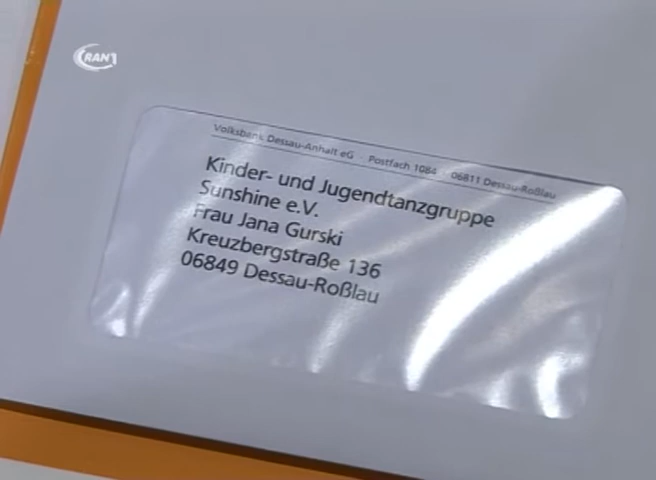 RAN1
Volksbank Dessau-Anhalt eG · Postfach 1084 · 06811 Dessau-Roßlau
Kinder- und Jugendtanzgruppe
Sunshine e.V.
Frau Jana Gurski
Kreuzbergstraße 136
06849 Dessau-Roßlau